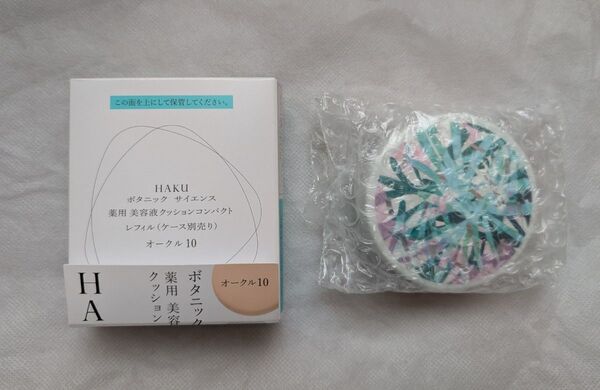 この面を上にして保管してください。
HAKU
ボタニック サイエンス
薬用 美容液クッションコンパクト
レフィル（ケース別売り）
オークル 10
HA
ボタニック
薬用 美容
クッション
オークル10